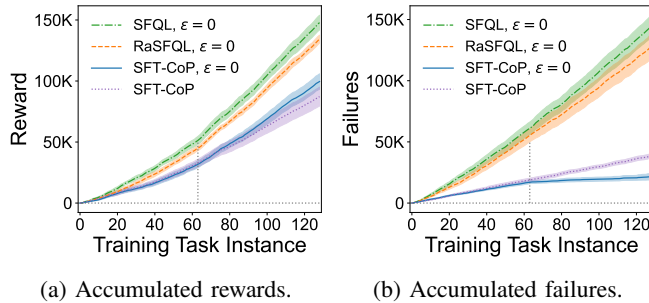 SFQL, ε = 0
RaSFQL, ε = 0
SFT-CoP, ε = 0
SFT-CoP
150K
100K
50K
0
Reward
0 20 40 60 80 100 120
Training Task Instance
(a) Accumulated rewards.
SFQL, ε = 0
RaSFQL, ε = 0
SFT-CoP, ε = 0
SFT-CoP
150K
100K
50K
0
Failures
0 20 40 60 80 100 120
Training Task Instance
(b) Accumulated failures.